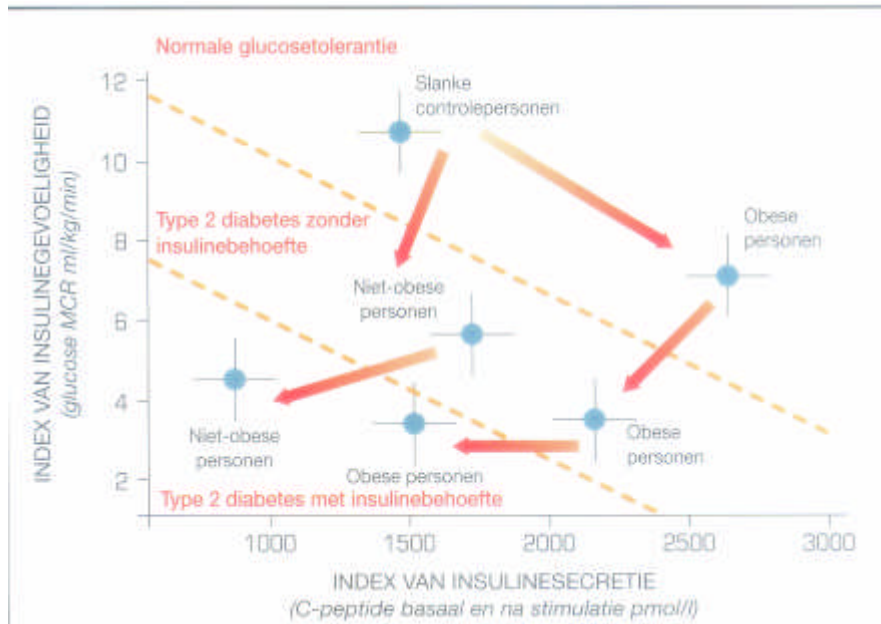 Normale glucosetolerantie
12
10
8
6
4
2
INDEX VAN INSULINEGEVOELIGHEID
(glucose MCR ml/kg/min)
Slanke
controlepersonen
Type 2 diabetes zonder
insulinebehoefte
Obese
personen
Niet-obese
personen
Niet-obese
personen
Obese personen
Obese
personen
Type 2 diabetes met insulinebehoefte
1000
1500
2000
2500
3000
INDEX VAN INSULINESECRETIE
(C-peptide basaal en na stimulatie pmol/l)